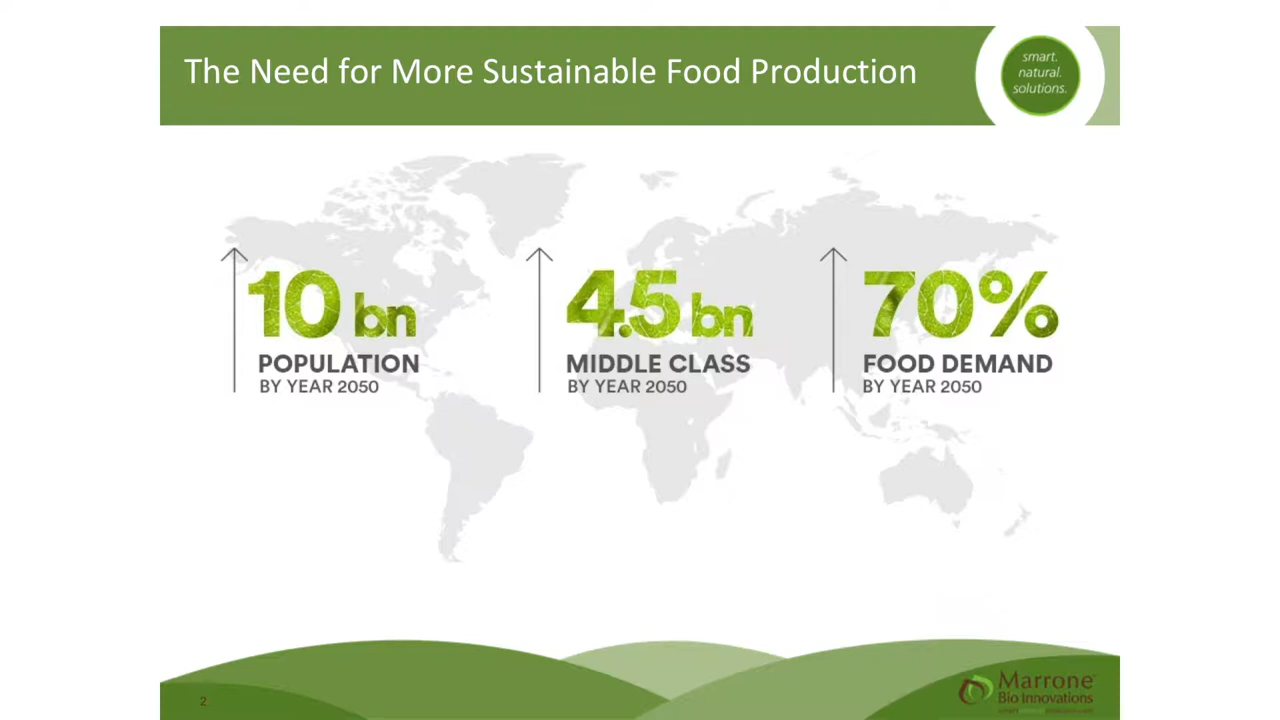 The Need for More Sustainable Food Production
smart.
natural.
solutions.
10 bn
POPULATION
BY YEAR 2050
4.5 bn
MIDDLE CLASS
BY YEAR 2050
70%
FOOD DEMAND
BY YEAR 2050
2
Marrone
Bio Innovations